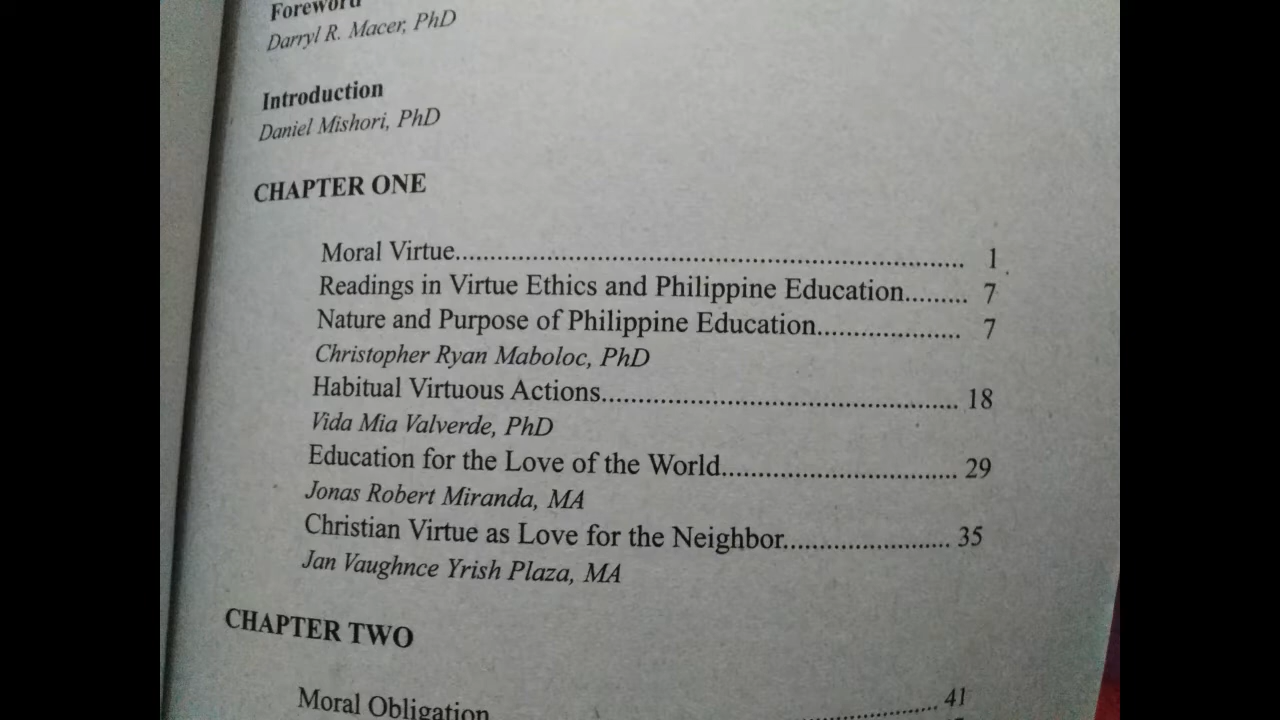 Foreword
Darryl R. Macer, PhD
Introduction
Daniel Mishori, PhD
CHAPTER ONE
Moral Virtue.................................................................... 1
Readings in Virtue Ethics and Philippine Education......... 7
Nature and Purpose of Philippine Education.................... 7
Christopher Ryan Maboloc, PhD
Habitual Virtuous Actions.................................................. 18
Vida Mia Valverde, PhD
Education for the Love of the World................................. 29
Jonas Robert Miranda, MA
Christian Virtue as Love for the Neighbor....................... 35
Jan Vaughnce Yrish Plaza, MA
CHAPTER TWO
Moral Obligation................................................................ 41